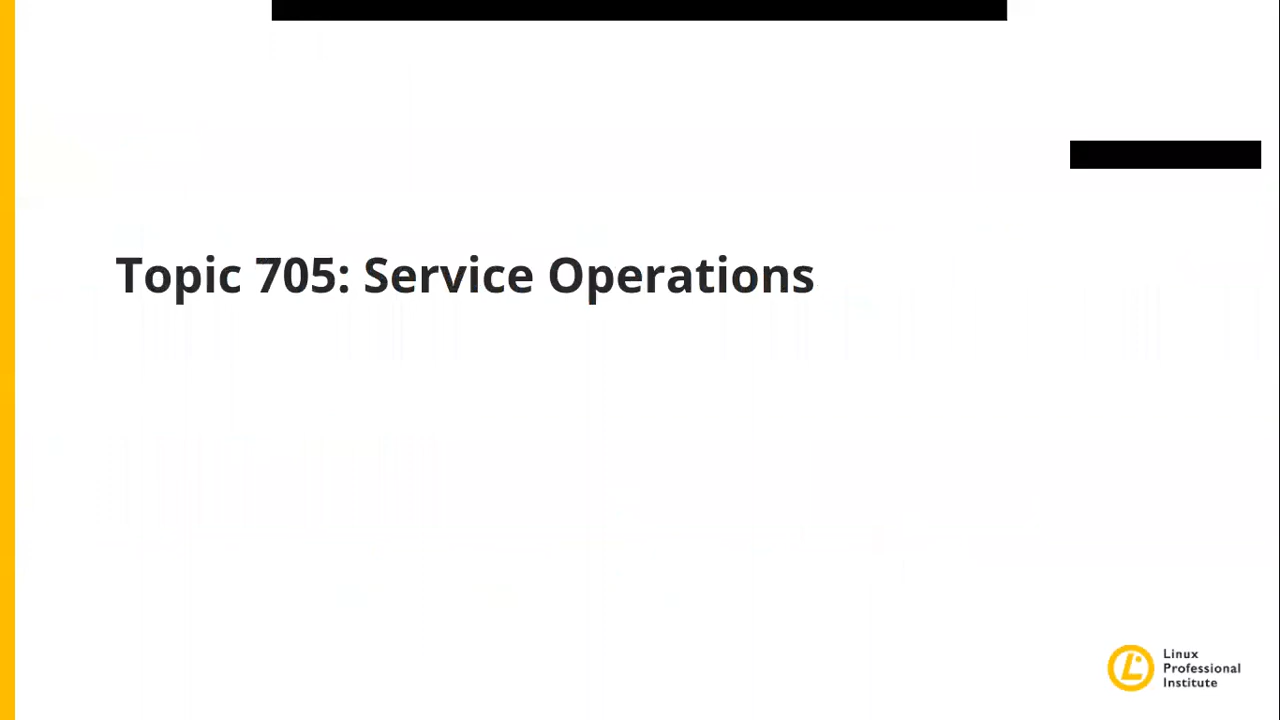 Topic 705: Service Operations
Linux
Professional
Institute